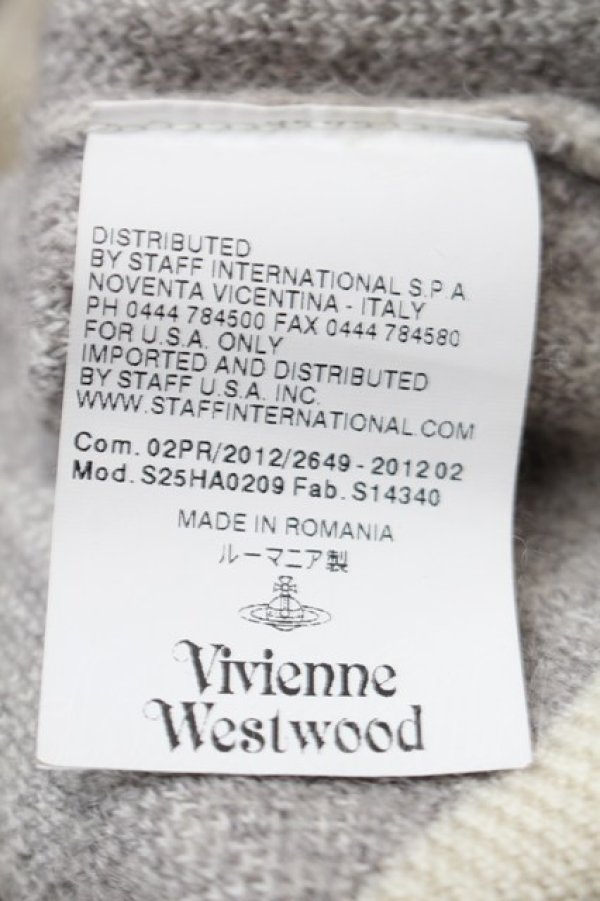 DISTRIBUTED
BY STAFF INTERNATIONAL S.P.A.
NOVENTA VICENTINA - ITALY
PH 0444 784500 FAX 0444 784580
FOR U.S.A. ONLY
IMPORTED AND DISTRIBUTED
BY STAFF U.S.A. INC.
WWW.STAFFINTERNATIONAL.COM
Com. 02PR/2012/2649 - 2012 02
Mod. S25HA0209 Fab. S14340
MADE IN ROMANIA
ルーマニア製
Vivienne
Westwood